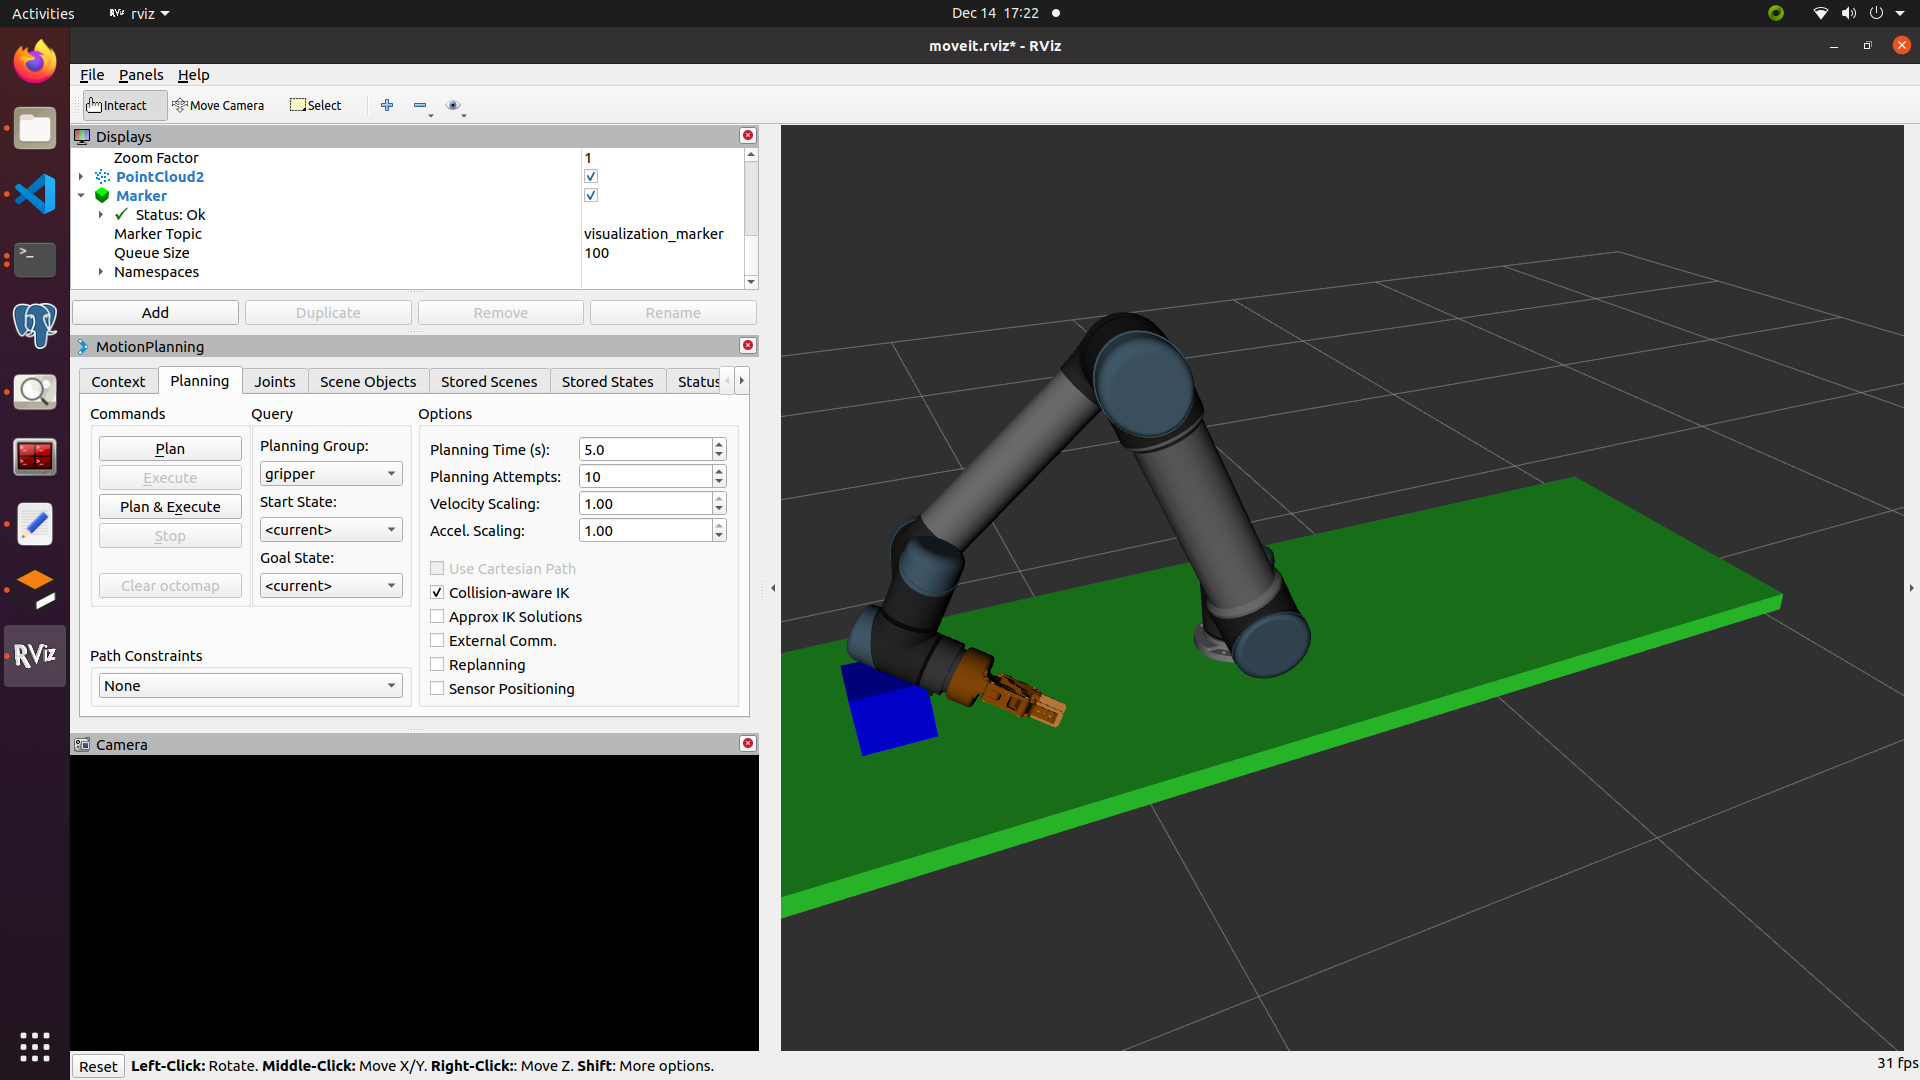 Activities RViz rviz Dec 14 17:22
moveit.rviz* - RViz
File Panels Help
Interact Move Camera Select
Displays
Zoom Factor 1
PointCloud2
Marker
Status: Ok
Marker Topic visualization_marker
Queue Size 100
Namespaces
Add Duplicate Remove Rename
MotionPlanning
Context Planning Joints Scene Objects Stored Scenes Stored States Status
Commands Query Options
Plan
Execute
Plan & Execute
Stop
Clear octomap
Planning Group:
gripper
Start State:
<current>
Goal State:
<current>
Planning Time (s): 5.0
Planning Attempts: 10
Velocity Scaling: 1.00
Accel. Scaling: 1.00
Use Cartesian Path
Collision-aware IK
Approx IK Solutions
External Comm.
Replanning
Sensor Positioning
Path Constraints
None
RViz
Camera
Reset Left-Click: Rotate. Middle-Click: Move X/Y. Right-Click:: Move Z. Shift: More options. 31 fps